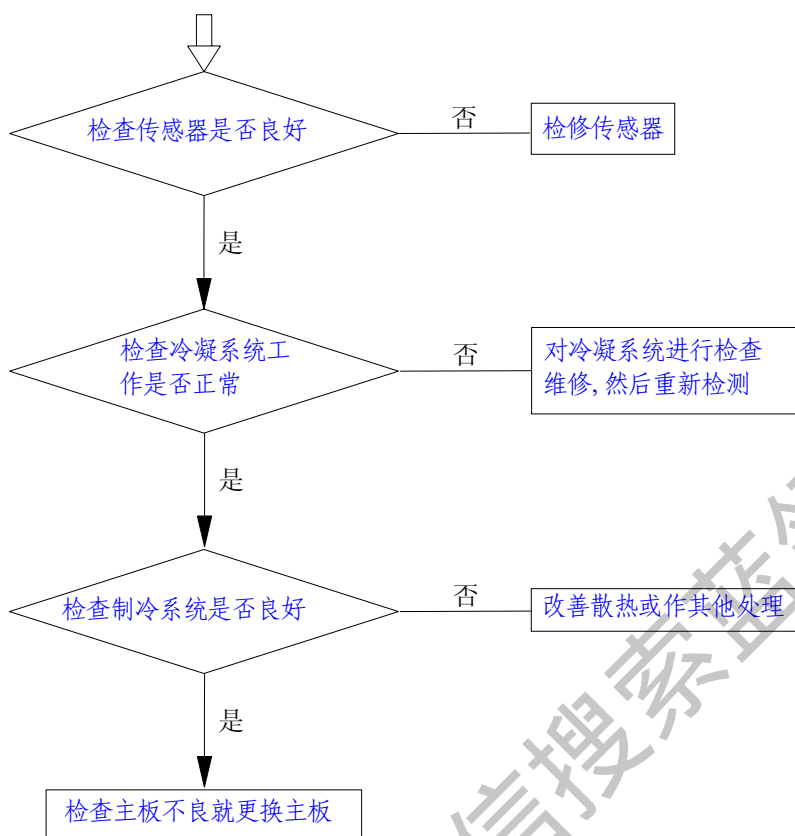 检查传感器是否良好
否
检修传感器
是
检查冷凝系统工
作是否正常
否
对冷凝系统进行检查
维修,然后重新检测
是
检查制冷系统是否良好
否
改善散热或作其他处理
是
检查主板不良就更换主板
信搜索蓝